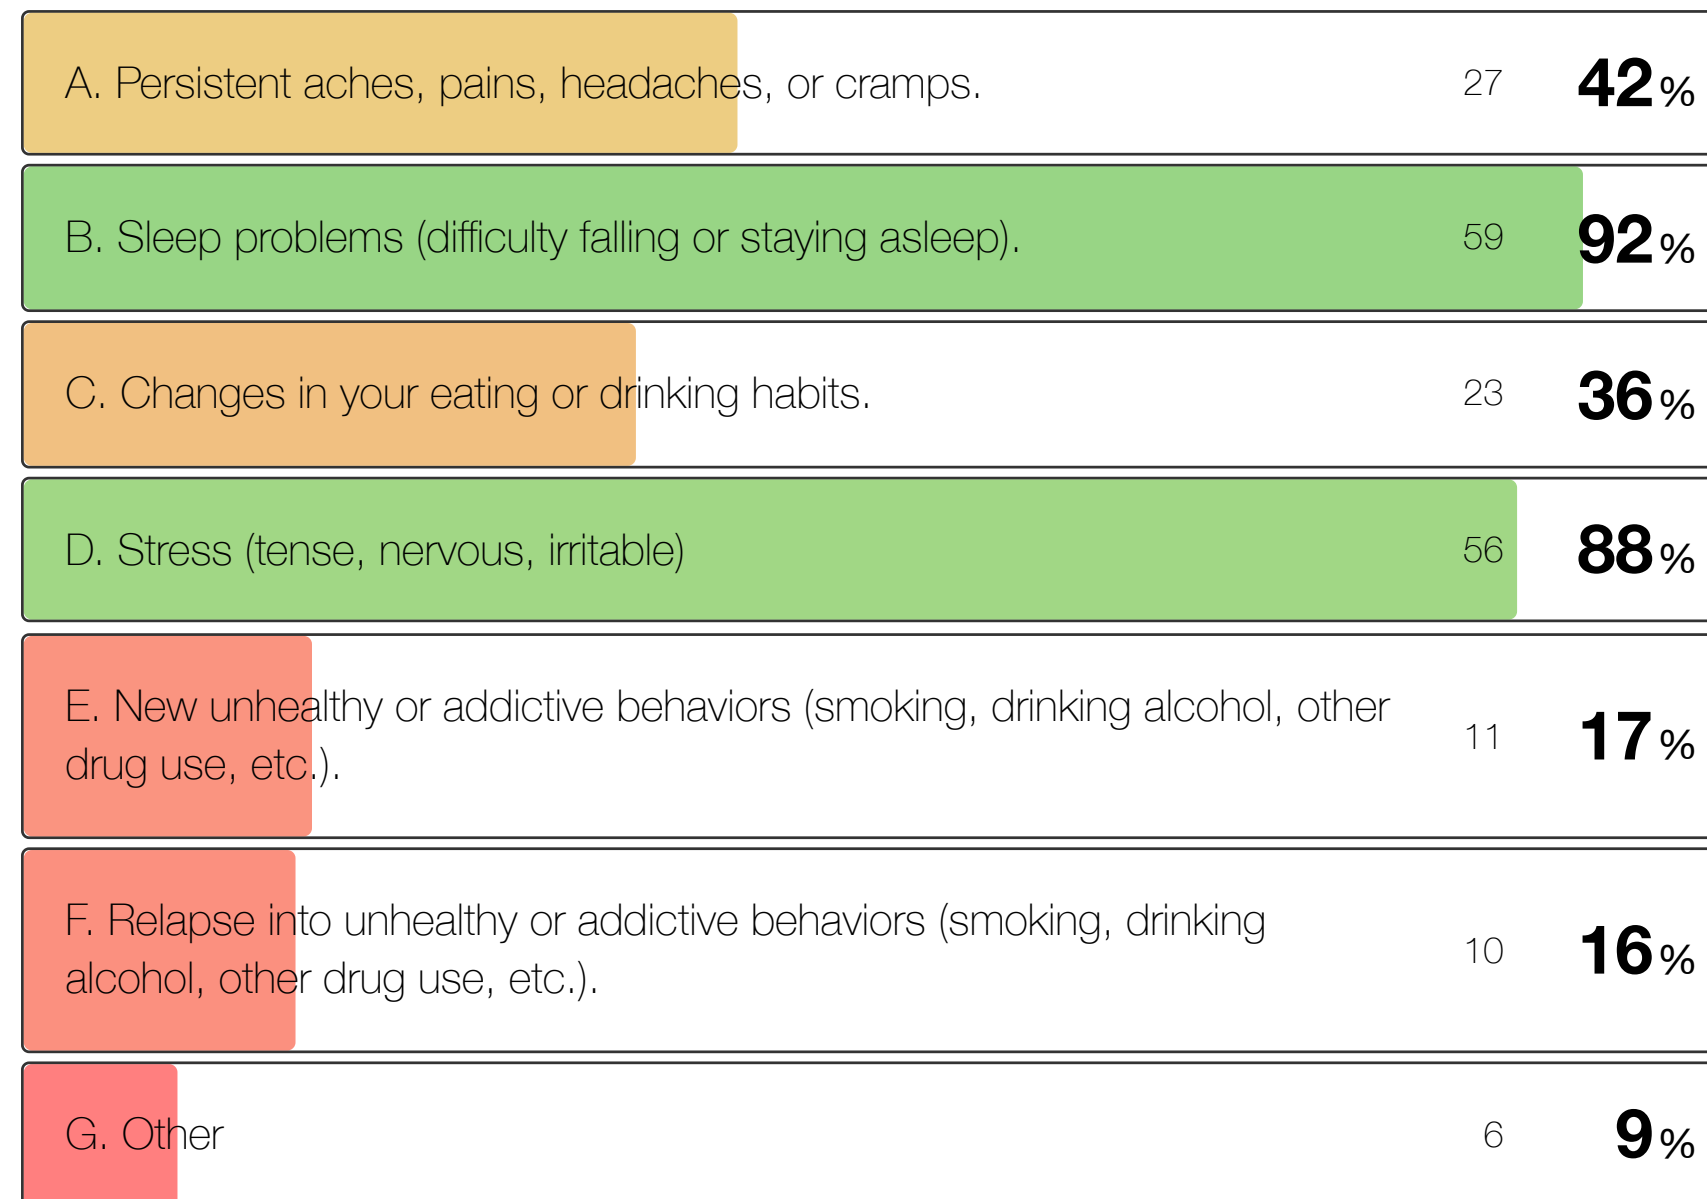 A. Persistent aches, pains, headaches, or cramps. 27 42%
B. Sleep problems (difficulty falling or staying asleep). 59 92%
C. Changes in your eating or drinking habits. 23 36%
D. Stress (tense, nervous, irritable) 56 88%
E. New unhealthy or addictive behaviors (smoking, drinking alcohol, other
drug use, etc.). 11 17%
F. Relapse into unhealthy or addictive behaviors (smoking, drinking
alcohol, other drug use, etc.). 10 16%
G. Other 6 9%